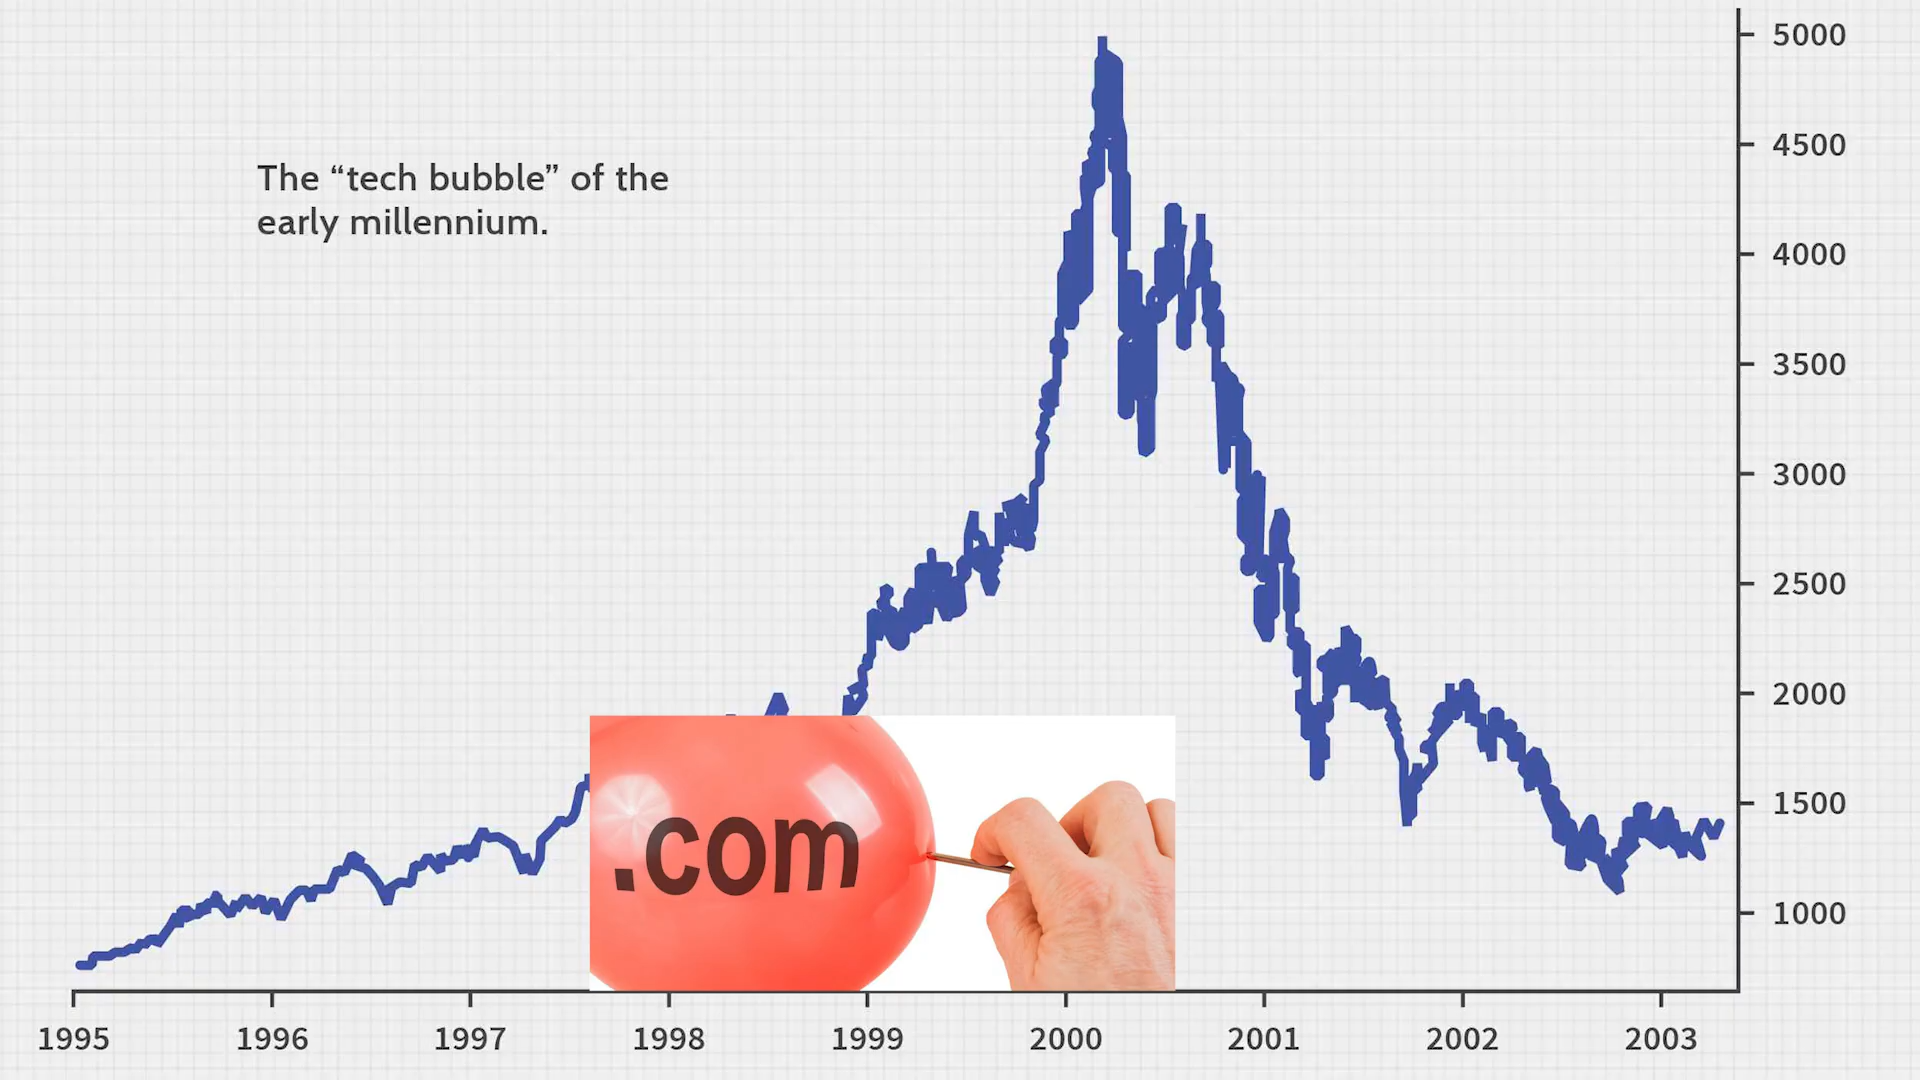 The “tech bubble” of the
early millennium.
5000
4500
4000
3500
3000
2500
2000
1500
1000
.com
1995 1996 1997 1998 1999 2000 2001 2002 2003